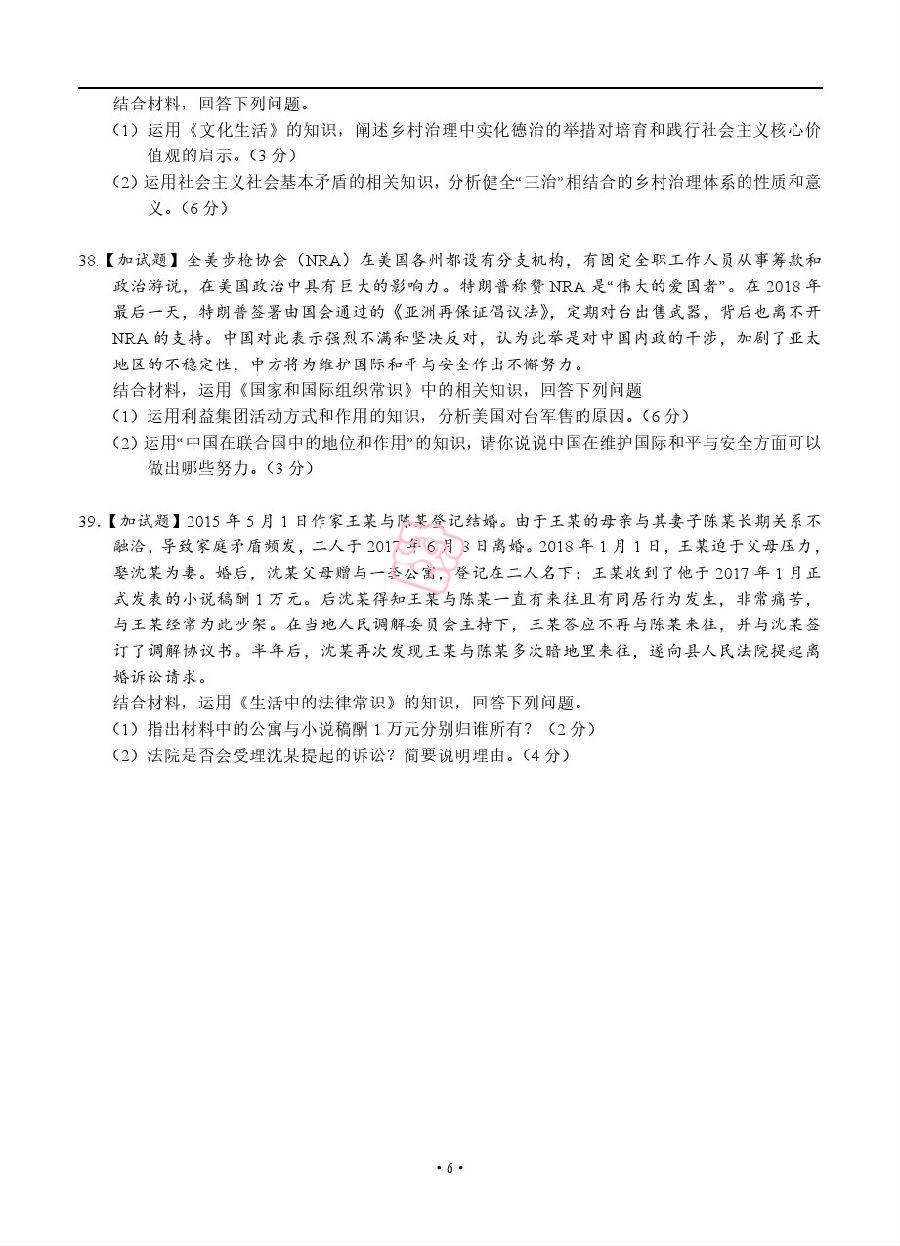 结合材料，回答下列问题。
（1）运用《文化生活》的知识，阐述乡村治理中实化德治的举措对培育和践行社会主义核心价
值观的启示。（3 分）
（2）运用社会主义社会基本矛盾的相关知识，分析健全“三治”相结合的乡村治理体系的性质和意
义。（6 分）
38.【加试题】全美步枪协会（NRA）在美国各州都设有分支机构，有固定全职工作人员从事筹款和
政治游说，在美国政治中具有巨大的影响力。特朗普称赞 NRA 是“伟大的爱国者”。在 2018 年
最后一天，特朗普签署由国会通过的《亚洲再保证倡议法》，定期对台出售武器，背后也离不开
NRA 的支持。中国对此表示强烈不满和坚决反对，认为此举是对中国内政的干涉，加剧了亚太
地区的不稳定性，中方将为维护国际和平与安全作出不懈努力。
结合材料，运用《国家和国际组织常识》中的相关知识，回答下列问题
（1）运用利益集团活动方式和作用的知识，分析美国对台军售的原因。（6 分）
（2）运用“中国在联合国中的地位和作用”的知识，请你说说中国在维护国际和平与安全方面可以
做出哪些努力。（3 分）
39.【加试题】2015 年 5 月 1 日作家王某与陈某登记结婚。由于王某的母亲与其妻子陈某长期关系不
融洽，导致家庭矛盾频发，二人于 2017 年 6 月 8 日离婚。2018 年 1 月 1 日，王某迫于父母压力，
娶沈某为妻。婚后，沈某父母赠与一套公寓，登记在二人名下；王某收到了他于 2017 年 1 月正
式发表的小说稿酬 1 万元。后沈某得知王某与陈某一直有来往且有同居行为发生，非常痛苦，
与王某经常为此吵架。在当地人民调解委员会主持下，王某答应不再与陈某来往，并与沈某签
订了调解协议书。半年后，沈某再次发现王某与陈某多次暗地里来往，遂向县人民法院提起离
婚诉讼请求。
结合材料，运用《生活中的法律常识》的知识，回答下列问题。
（1）指出材料中的公寓与小说稿酬 1 万元分别归谁所有？（2 分）
（2）法院是否会受理沈某提起的诉讼？简要说明理由。（4 分）
• 6 •